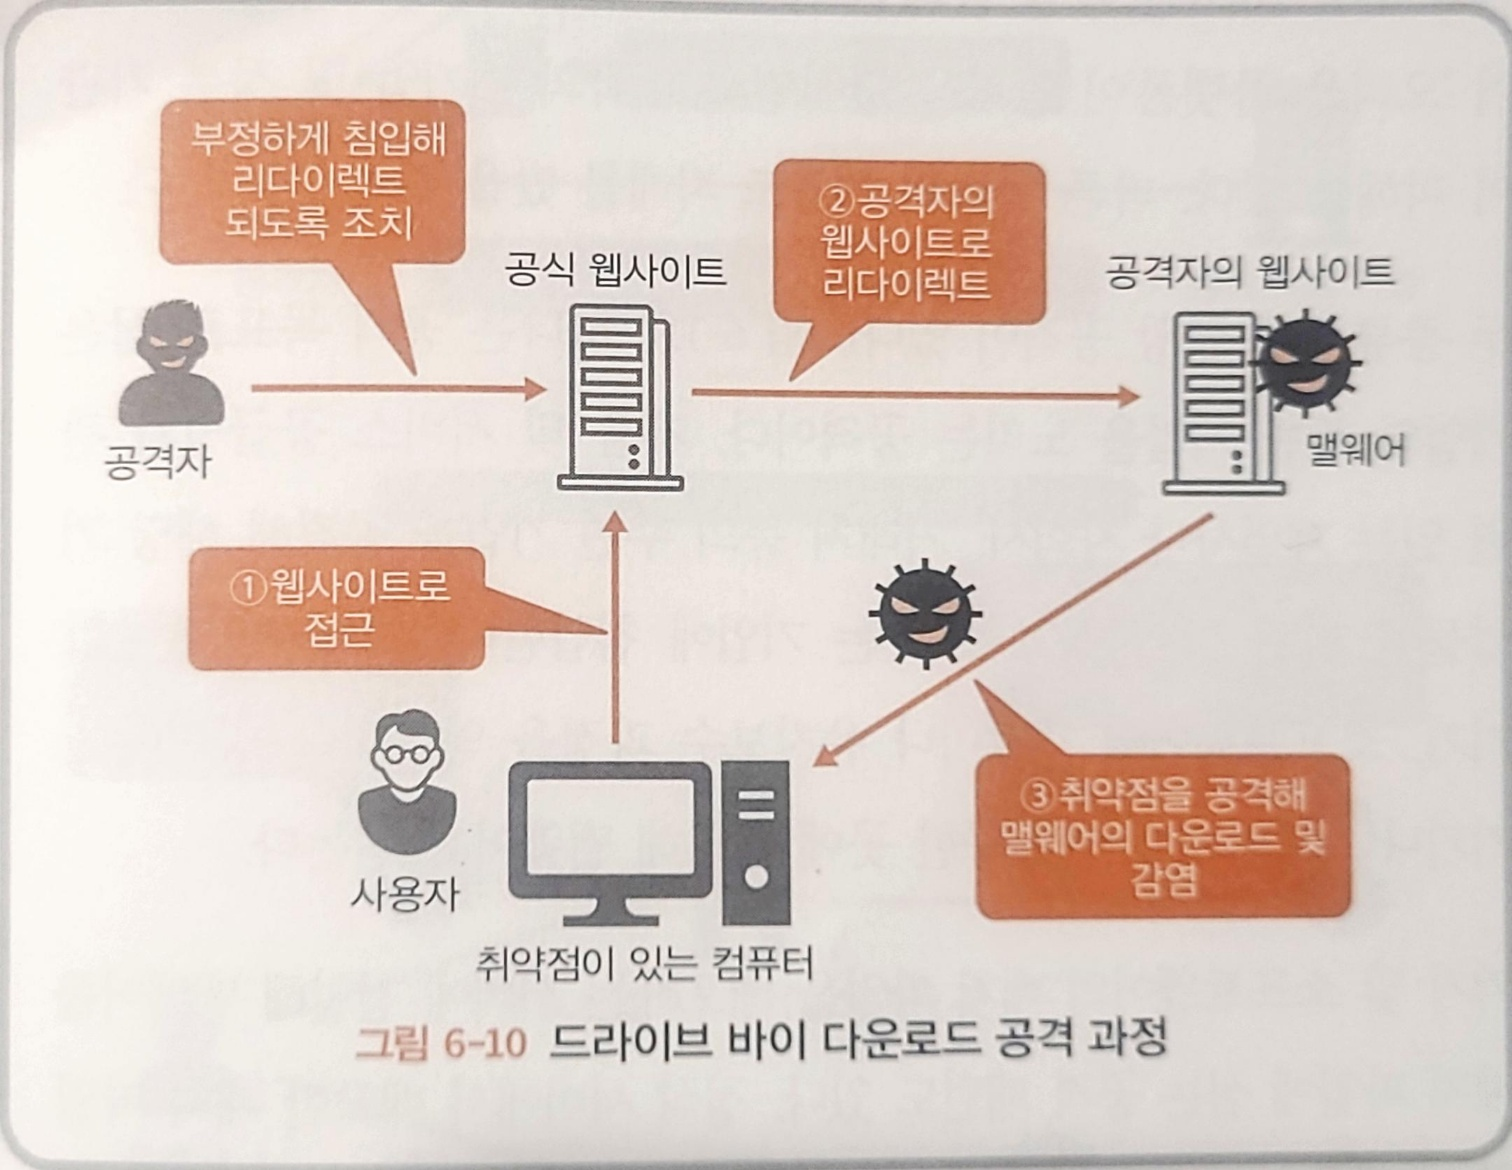 부정하게 침입해
리다이렉트
되도록 조치
②공격자의
웹사이트로
리다이렉트
공식 웹사이트
공격자의 웹사이트
공격자
맬웨어
①웹사이트로
접근
사용자
③취약점을 공격해
맬웨어의 다운로드 및
감염
취약점이 있는 컴퓨터
그림 6-10 드라이브 바이 다운로드 공격 과정